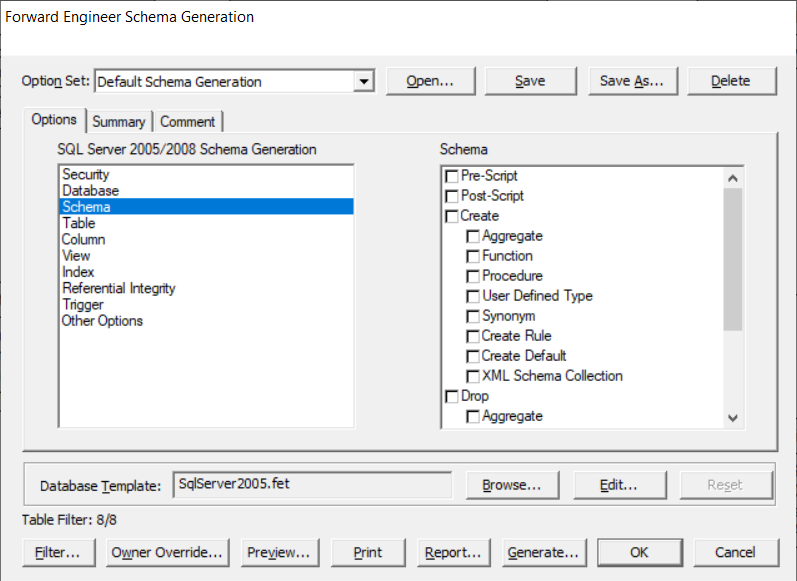 Forward Engineer Schema Generation
Option Set: Default Schema Generation Open... Save Save As... Delete
Options Summary Comment
SQL Server 2005/2008 Schema Generation
Security
Database
Schema
Table
Column
View
Index
Referential Integrity
Trigger
Other Options
Schema
Pre-Script
Post-Script
Create
Aggregate
Function
Procedure
User Defined Type
Synonym
Create Rule
Create Default
XML Schema Collection
Drop
Aggregate
Database Template: SqlServer2005.fet Browse... Edit... Reset
Table Filter: 8/8
Filter... Owner Override... Preview... Print Report... Generate... OK Cancel